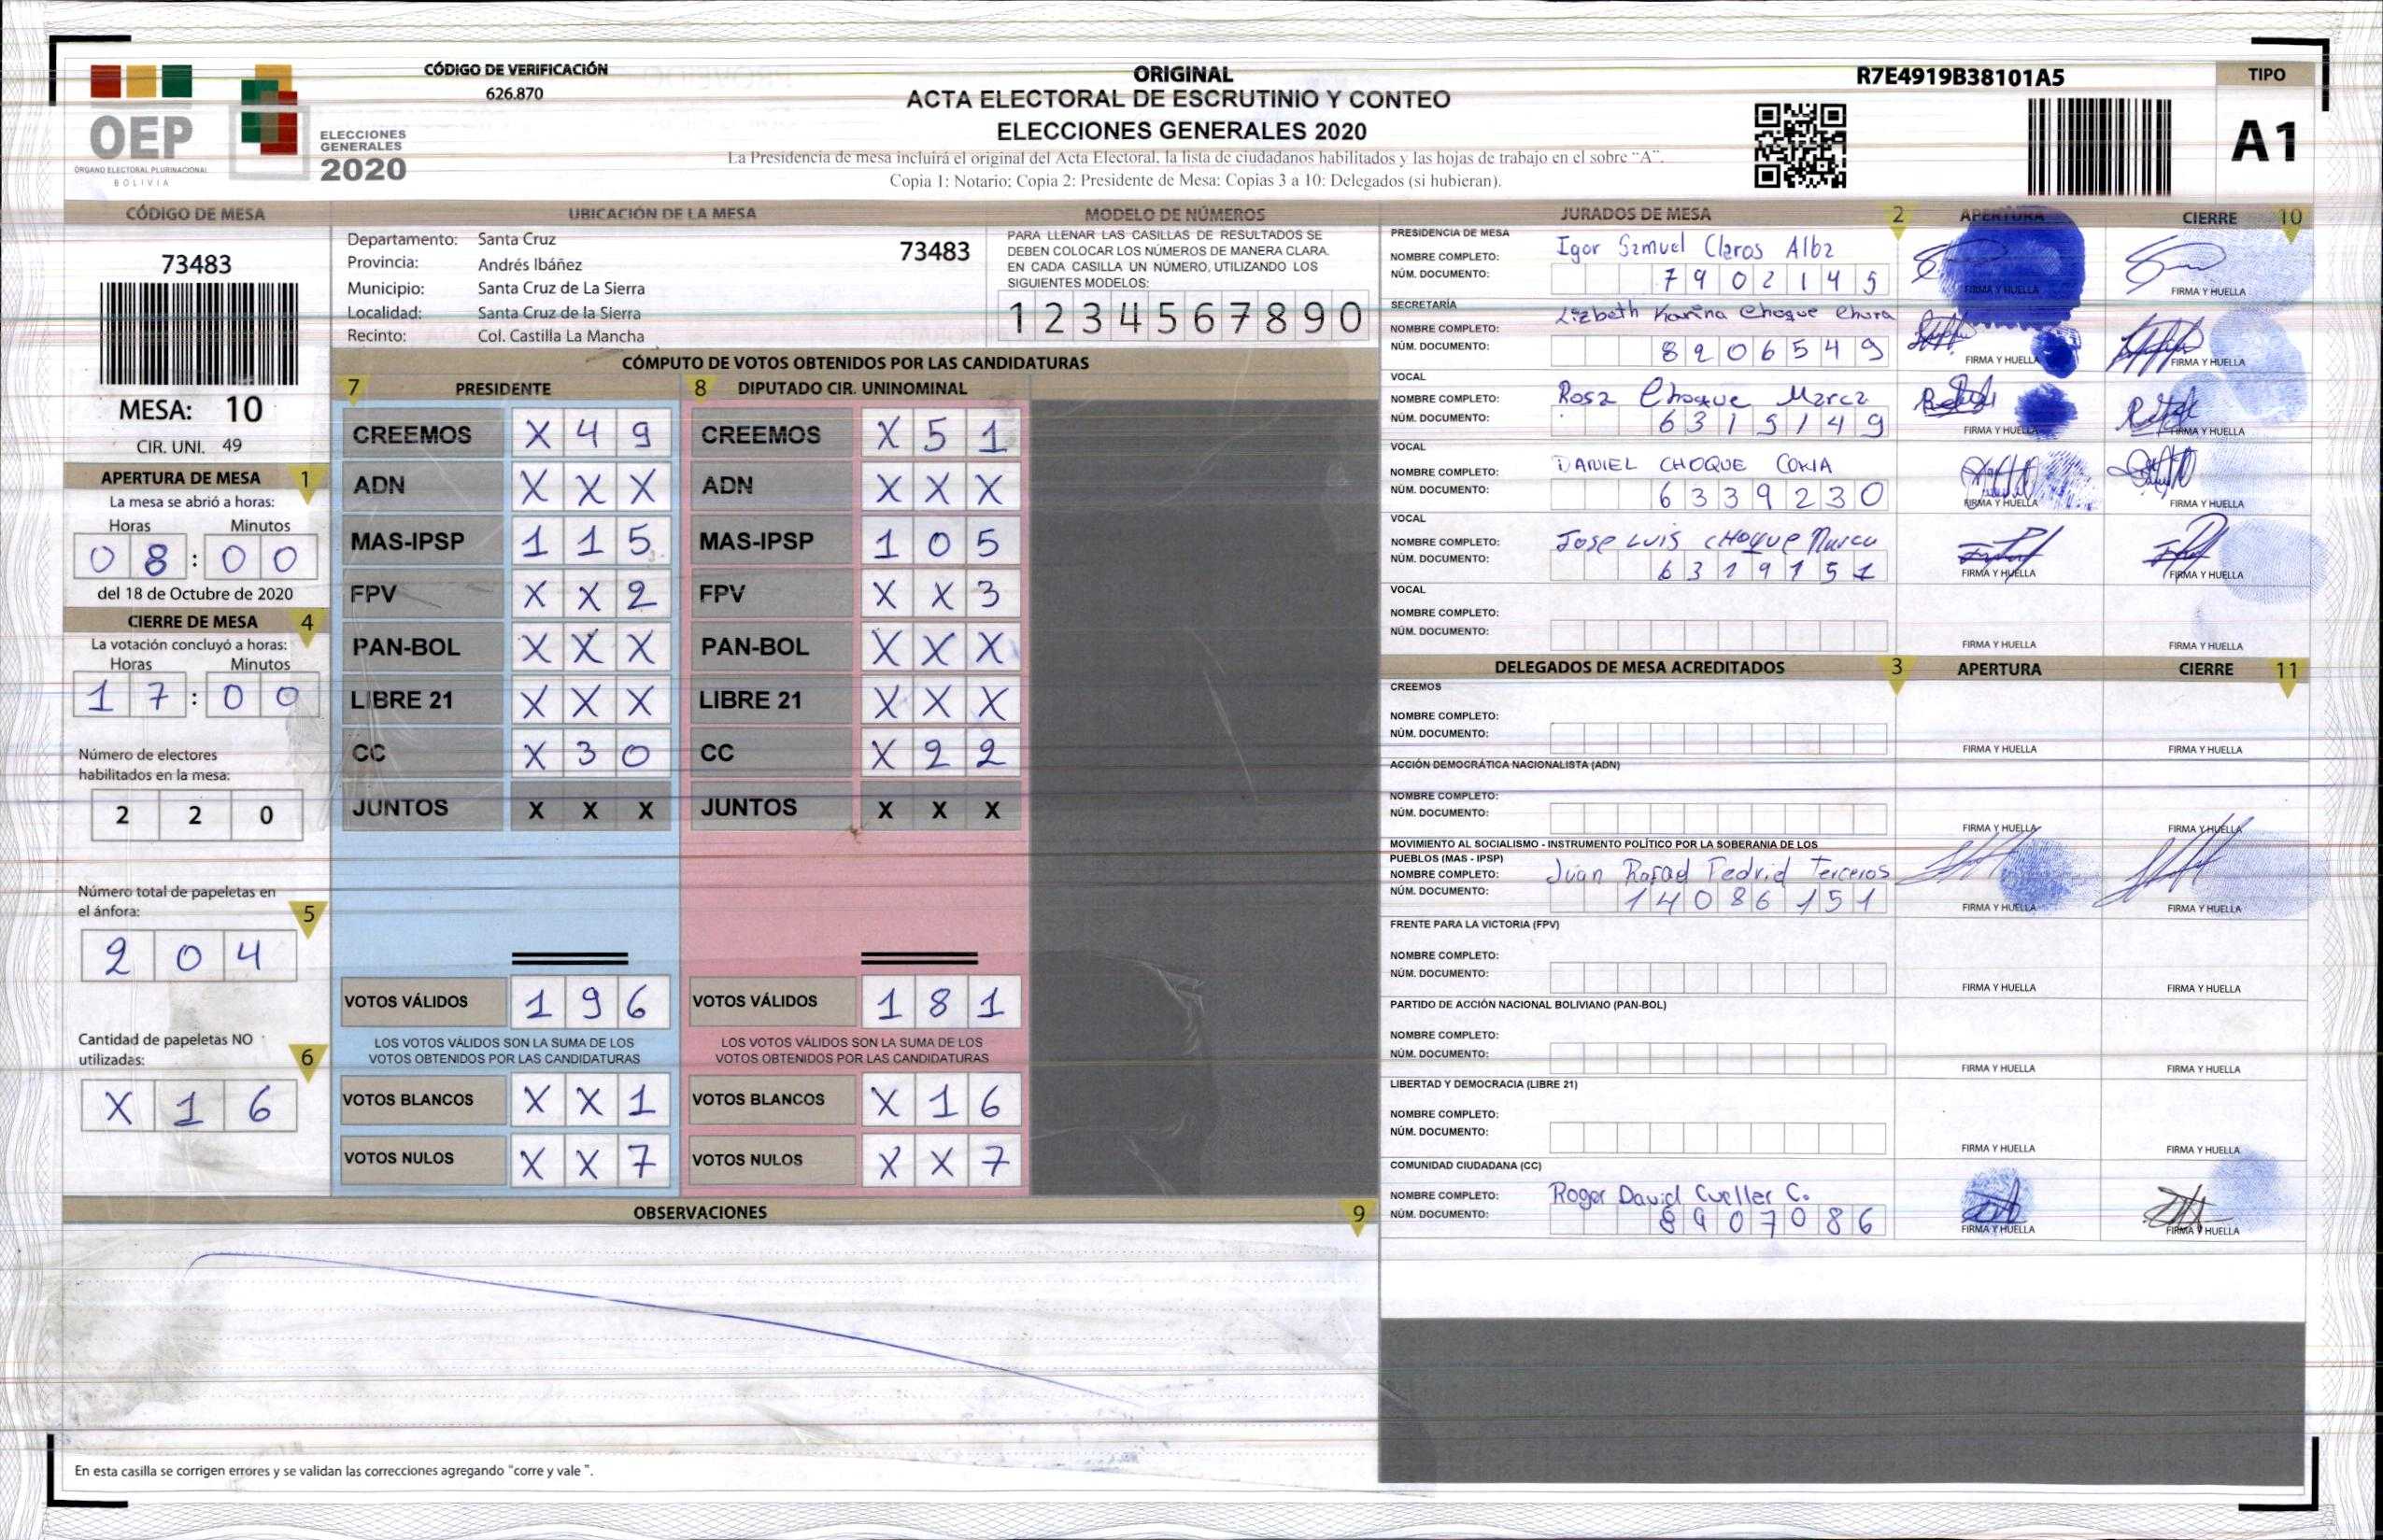 CÓDIGO DE VERIFICACIÓN
626.870
OEP
ÓRGANO ELECTORAL PLURINACIONAL
BOLIVIA
ELECCIONES
GENERALES
2020
ORIGINAL
ACTA ELECTORAL DE ESCRUTINIO Y CONTEO
ELECCIONES GENERALES 2020
La Presidencia de mesa incluirá el original del Acta Electoral, la lista de ciudadanos habilitados y las hojas de trabajo en el sobre "A".
Copia 1: Notario; Copia 2: Presidente de Mesa; Copias 3 a 10: Delegados (si hubieran).
R7E4919B38101A5
TIPO
A1
CÓDIGO DE MESA
73483
MESA: 10
CIR. UNI. 49
APERTURA DE MESA 1
La mesa se abrió a horas:
Horas Minutos
08:00
del 18 de Octubre de 2020
CIERRE DE MESA 4
La votación concluyó a horas:
Horas Minutos
17:00
Número de electores
habilitados en la mesa:
2 2 0
Número total de papeletas en
el ánfora: 5
2 0 4
Cantidad de papeletas NO
utilizadas: 6
X 1 6
UBICACIÓN DE LA MESA
Departamento: Santa Cruz 73483
Provincia: Andrés Ibáñez
Municipio: Santa Cruz de La Sierra
Localidad: Santa Cruz de la Sierra
Recinto: Col. Castilla La Mancha
MODELO DE NÚMEROS
PARA LLENAR LAS CASILLAS DE RESULTADOS SE
DEBEN COLOCAR LOS NÚMEROS DE MANERA CLARA.
EN CADA CASILLA UN NÚMERO, UTILIZANDO LOS
SIGUIENTES MODELOS:
1 2 3 4 5 6 7 8 9 0
CÓMPUTO DE VOTOS OBTENIDOS POR LAS CANDIDATURAS
7 PRESIDENTE 8 DIPUTADO CIR. UNINOMINAL
CREEMOS X 4 9 CREEMOS X 5 1
ADN X X X ADN X X X
MAS-IPSP 1 1 5 MAS-IPSP 1 0 5
FPV X X 2 FPV X X 3
PAN-BOL X X X PAN-BOL X X X
LIBRE 21 X X X LIBRE 21 X X X
CC X 3 0 CC X 2 2
JUNTOS X X X JUNTOS X X X
VOTOS VÁLIDOS 1 9 6 VOTOS VÁLIDOS 1 8 1
LOS VOTOS VÁLIDOS SON LA SUMA DE LOS LOS VOTOS VÁLIDOS SON LA SUMA DE LOS
VOTOS OBTENIDOS POR LAS CANDIDATURAS VOTOS OBTENIDOS POR LAS CANDIDATURAS
VOTOS BLANCOS X X 1 VOTOS BLANCOS X 1 6
VOTOS NULOS X X 7 VOTOS NULOS X X 7
OBSERVACIONES 9
En esta casilla se corrigen errores y se validan las correcciones agregando "corre y vale ".
JURADOS DE MESA 2 APERTURA CIERRE 10
PRESIDENCIA DE MESA
NOMBRE COMPLETO: Igor Samuel Claros Alba
NÚM. DOCUMENTO: 7902145
FIRMA Y HUELLA FIRMA Y HUELLA
SECRETARÍA
NOMBRE COMPLETO: Lizbeth Karina Choque Chura
NÚM. DOCUMENTO: 8206549
FIRMA Y HUELLA FIRMA Y HUELLA
VOCAL
NOMBRE COMPLETO: Rosa Choque Marca
NÚM. DOCUMENTO: 6315149
FIRMA Y HUELLA FIRMA Y HUELLA
VOCAL
NOMBRE COMPLETO: DANIEL CHOQUE
NÚM. DOCUMENTO: 6339230
FIRMA Y HUELLA FIRMA Y HUELLA
VOCAL
NOMBRE COMPLETO: Jose Luis CHOQUE Marca
NÚM. DOCUMENTO: 6319151
FIRMA Y HUELLA FIRMA Y HUELLA
VOCAL
NOMBRE COMPLETO:
NÚM. DOCUMENTO:
FIRMA Y HUELLA FIRMA Y HUELLA
DELEGADOS DE MESA ACREDITADOS 3 APERTURA CIERRE 11
CREEMOS
NOMBRE COMPLETO:
NÚM. DOCUMENTO:
FIRMA Y HUELLA FIRMA Y HUELLA
ACCIÓN DEMOCRÁTICA NACIONALISTA (ADN)
NOMBRE COMPLETO:
NÚM. DOCUMENTO:
FIRMA Y HUELLA FIRMA Y HUELLA
MOVIMIENTO AL SOCIALISMO - INSTRUMENTO POLÍTICO POR LA SOBERANIA DE LOS
PUEBLOS (MAS - IPSP)
NOMBRE COMPLETO: Juan Terceros
NÚM. DOCUMENTO: 14086151
FIRMA Y HUELLA FIRMA Y HUELLA
FRENTE PARA LA VICTORIA (FPV)
NOMBRE COMPLETO:
NÚM. DOCUMENTO:
FIRMA Y HUELLA FIRMA Y HUELLA
PARTIDO DE ACCIÓN NACIONAL BOLIVIANO (PAN-BOL)
NOMBRE COMPLETO:
NÚM. DOCUMENTO:
FIRMA Y HUELLA FIRMA Y HUELLA
LIBERTAD Y DEMOCRACIA (LIBRE 21)
NOMBRE COMPLETO:
NÚM. DOCUMENTO:
FIRMA Y HUELLA FIRMA Y HUELLA
COMUNIDAD CIUDADANA (CC)
NOMBRE COMPLETO: Roger David Cuellar C.
NÚM. DOCUMENTO: 8907086
FIRMA Y HUELLA FIRMA Y HUELLA